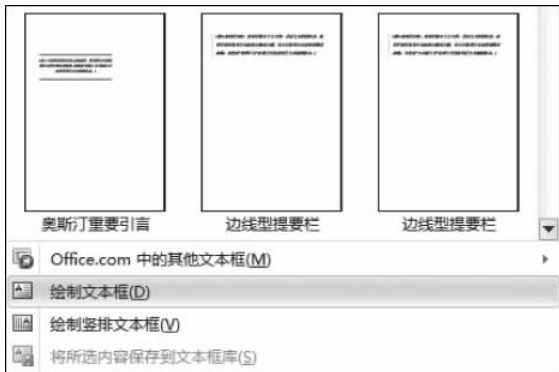 奥斯汀重要引言
边线型提要栏
边线型提要栏
Office.com 中的其他文本框(M)
绘制文本框(D)
绘制竖排文本框(V)
将所选内容保存到文本框库(S)